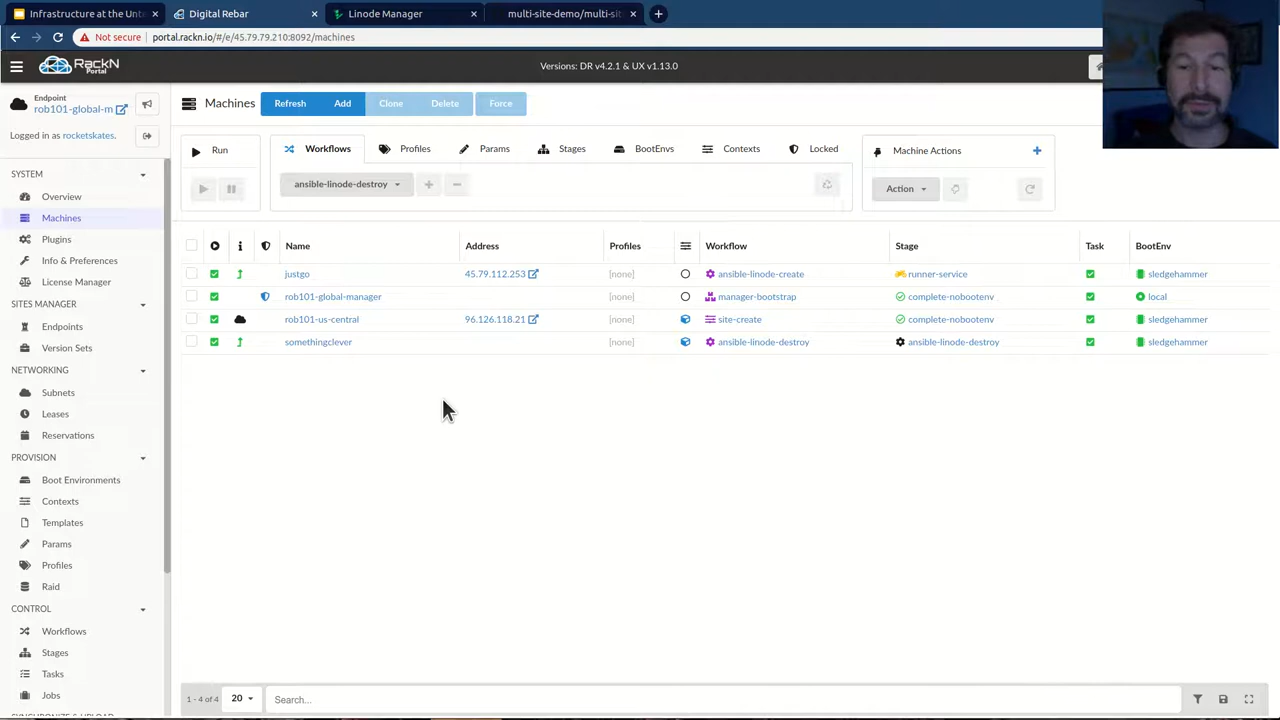 Infrastructure at the Unt
Digital Rebar
Linode Manager
multi-site-demo/multi-sit
Not secure
portal.rackn.io/#/e/45.79.79.210:8092/machines
RackN
Portal
Versions: DR v4.2.1 & UX v1.13.0
Endpoint
rob101-global-m
Logged in as rocketskates.
Machines
Refresh
Add
Clone
Delete
Force
Run
Workflows
Params
Profiles
Stages
BootEnvs
Contexts
Locked
Machine Actions
ansible-linode-destroy
Action
SYSTEM
Overview
Machines
Plugins
Info & Preferences
License Manager
SITES MANAGER
Endpoints
Version Sets
NETWORKING
Subnets
Leases
Reservations
PROVISION
Boot Environments
Contexts
Templates
Params
Profiles
Raid
CONTROL
Workflows
Stages
Tasks
Jobs
Name Address Profiles Workflow Stage Task BootEnv
justgo 45.79.112.253 [none] ansible-linode-create runner-service sledgehammer
rob101-global-manager [none] manager-bootstrap complete-nobootenv local
rob101-us-central 96.126.118.21 [none] site-create complete-nobootenv sledgehammer
somethingclever [none] ansible-linode-destroy ansible-linode-destroy sledgehammer
1 - 4 of 4
20
Search...